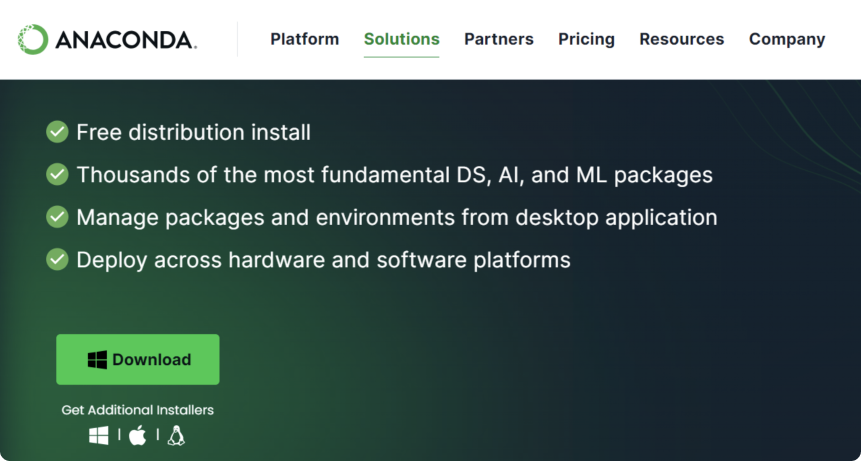 ANACONDA.
Platform Solutions Partners Pricing Resources Company
Free distribution install
Thousands of the most fundamental DS, AI, and ML packages
Manage packages and environments from desktop application
Deploy across hardware and software platforms
Download
Get Additional Installers
| |